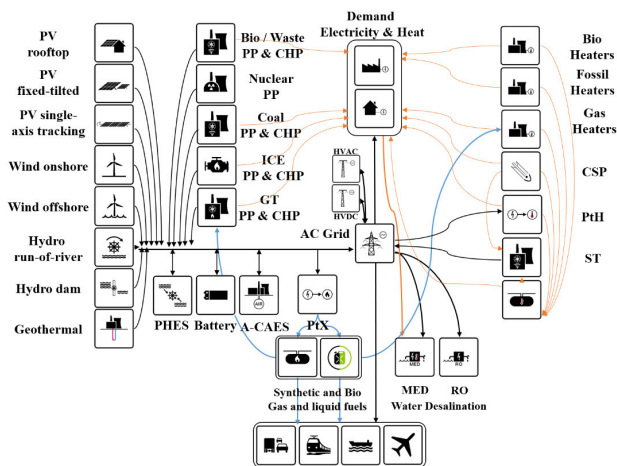 PV
rooftop
PV
fixed-tilted
PV single-
axis tracking
Wind onshore
Wind offshore
Hydro
run-of-river
Hydro dam
Geothermal
Bio / Waste
PP & CHP
Nuclear
PP
Coal
PP & CHP
ICE
PP & CHP
GT
PP & CHP
Demand
Electricity & Heat
HVAC
HVDC
AC Grid
Bio
Heaters
Fossil
Heaters
Gas
Heaters
CSP
PtH
ST
PHES
Battery
A-CAES
AIR
PtX
Synthetic and Bio
Gas and liquid fuels
MED
RO
MED
RO
Water Desalination